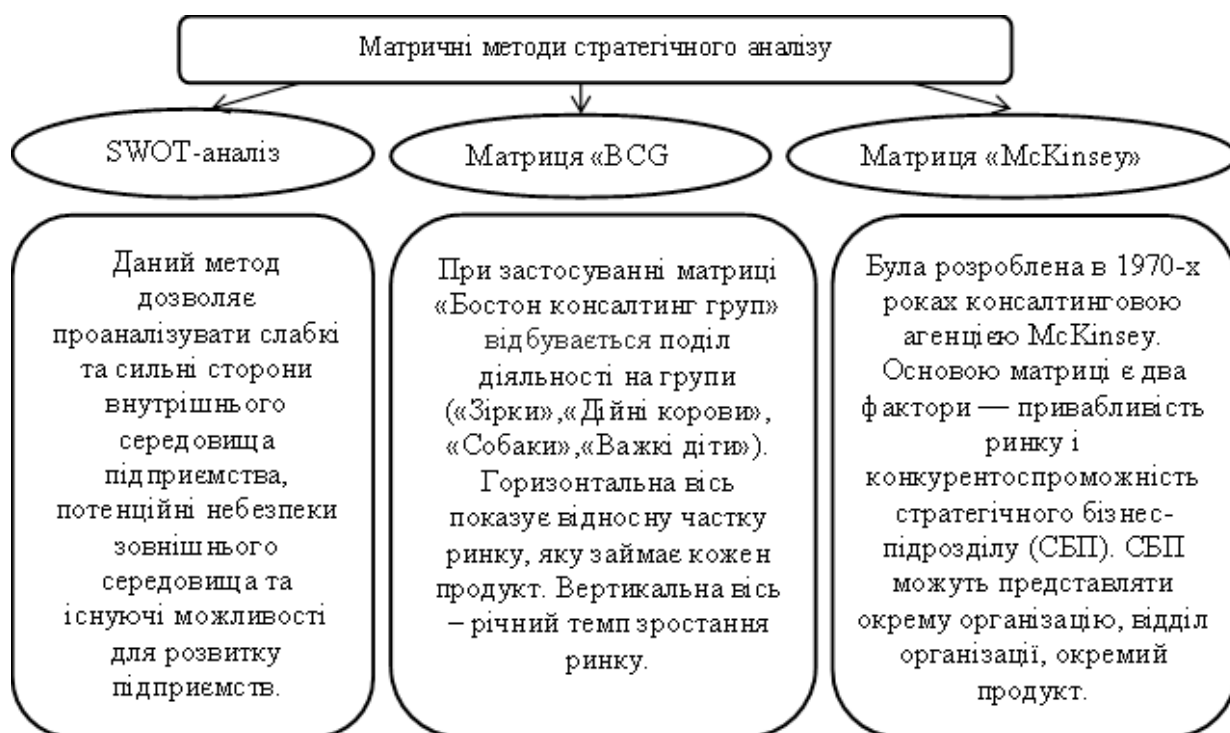 Матричні методи стратегічного аналізу
SWOT-аналіз
Матриця «BCG
Матриця «McKinsey»
Даний метод
дозволяє
проаналізувати слабкі
та сильні сторони
внутрішнього
середовища
підприємства,
потенційні небезпеки
зовнішнього
середовища та
існуючі можливості
для розвитку
підприємств.
При застосуванні матриці
«Бостон консалтинг груп»
відбувається поділ
діяльності на групи
(«Зірки»,«Дійні корови»,
«Собаки»,«Важкі діти»).
Горизонтальна вісь
показує відносну частку
ринку, яку займає кожен
продукт. Вертикальна вісь
– річний темп зростання
ринку.
Була розроблена в 1970-х
роках консалтинговою
агенцією McKinsey.
Основою матриці є два
фактори — привабливість
ринку і
конкурентоспроможність
стратегічного бізнес-
підрозділу (СБП). СБП
можуть представляти
окрему організацію, відділ
організації, окремий
продукт.